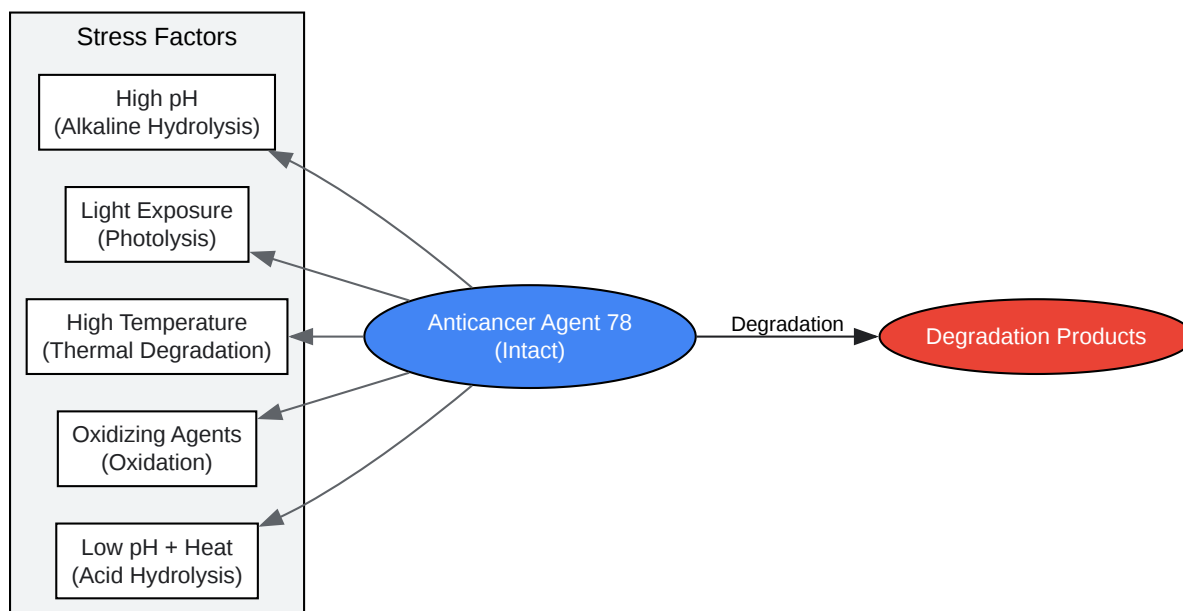 Stress Factors
High pH
(Alkaline Hydrolysis)
Light Exposure
(Photolysis)
High Temperature
(Thermal Degradation)
Oxidizing Agents
(Oxidation)
Low pH + Heat
(Acid Hydrolysis)
Anticancer Agent 78
(Intact)
Degradation
Degradation Products